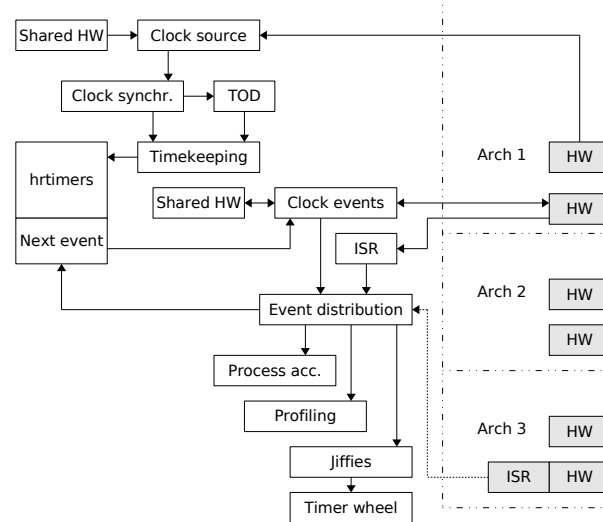 Shared HW
Clock source
Clock synchr.
TOD
Timekeeping
Arch 1
HW
hrtimers
Shared HW
Clock events
HW
Next event
ISR
Arch 2
HW
Event distribution
HW
Process acc.
Profiling
Arch 3
HW
Jiffies
ISR
HW
Timer wheel